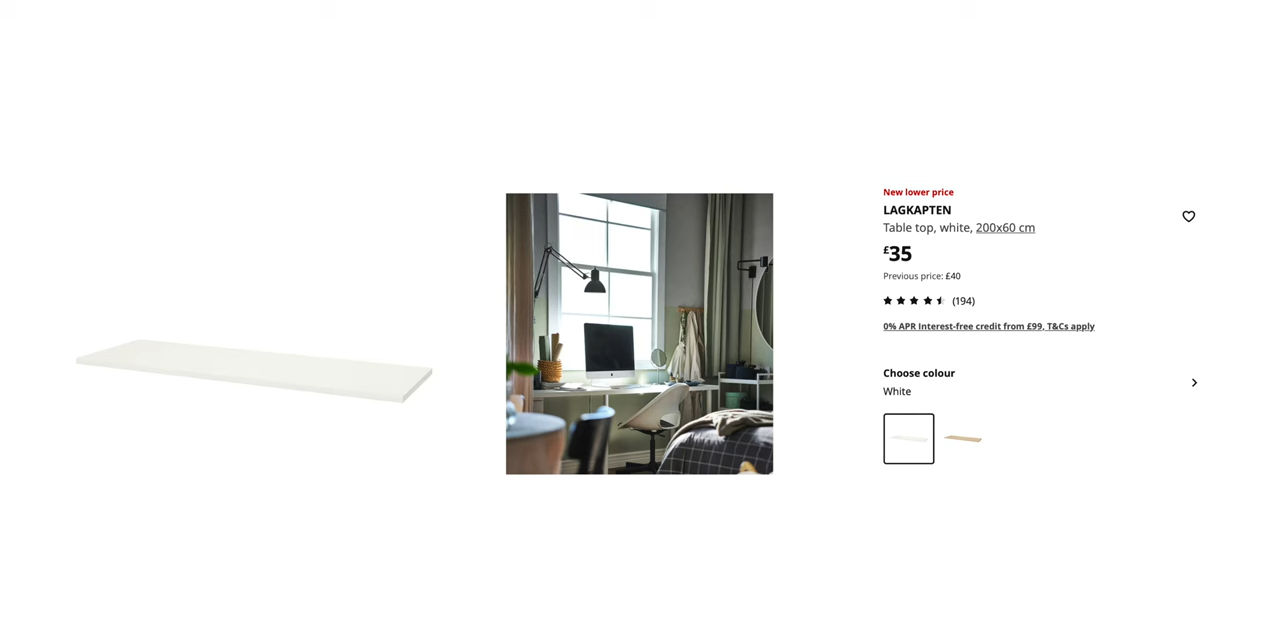 New lower price
LAGKAPTEN
Table top, white, 200x60 cm
£35
Previous price: £40
(194)
0% APR Interest-free credit from £99, T&Cs apply
Choose colour
White